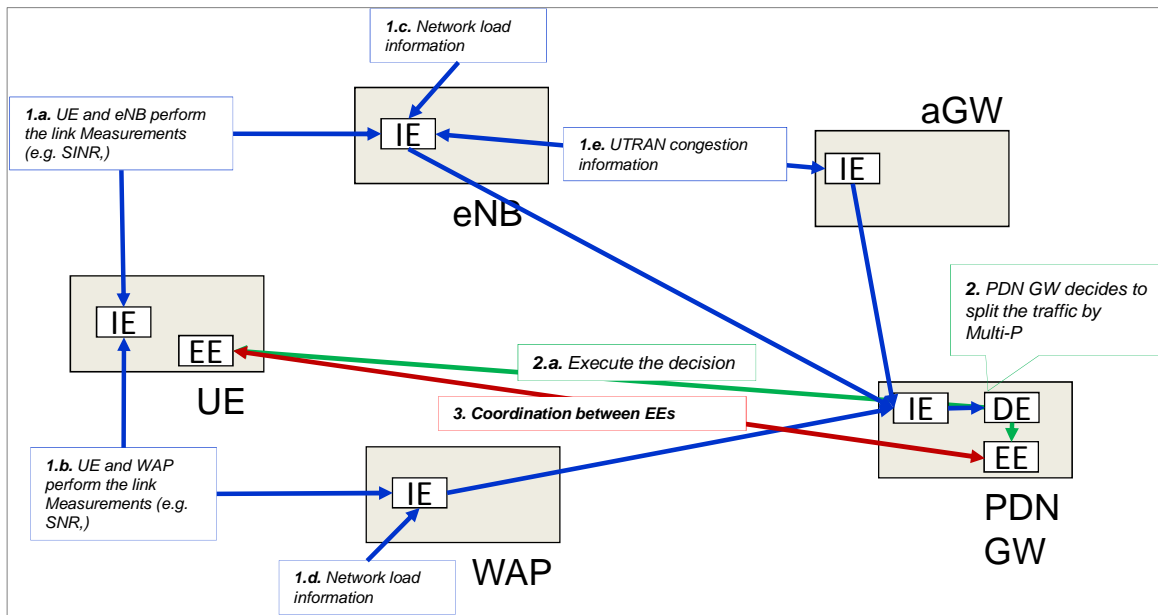 1.c. Network load
information
1.a. UE and eNB perform
the link Measurements
(e.g. SINR,)
IE
eNB
1.e. UTRAN congestion
information
aGW
IE
IE
EE
UE
2.a. Execute the decision
3. Coordination between EEs
2. PDN GW decides to
split the traffic by
Multi-P
IE
DE
EE
PDN
GW
1.b. UE and WAP
perform the link
Measurements (e.g.
SNR,)
IE
WAP
1.d. Network load
information